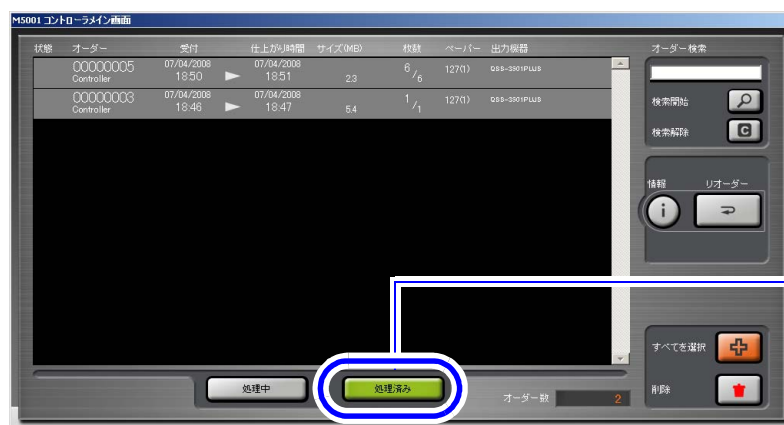 M5001 コントローラメイン画面
状態 オーダー 受付 仕上がり時間 サイズ(MB) 枚数 ペーパー 出力機器
00000005 07/04/2008 07/04/2008 6/6 127(1) QSS-3501PLUS
Controller 18:50 18:51 2.3
00000003 07/04/2008 07/04/2008 1/1 127(1) QSS-3501PLUS
Controller 18:46 18:47 5.4
オーダー検索
検索開始
検索解除
C
情報 リオーダー
i
すべてを選択
削除
処理中 処理済み
オーダー数 2